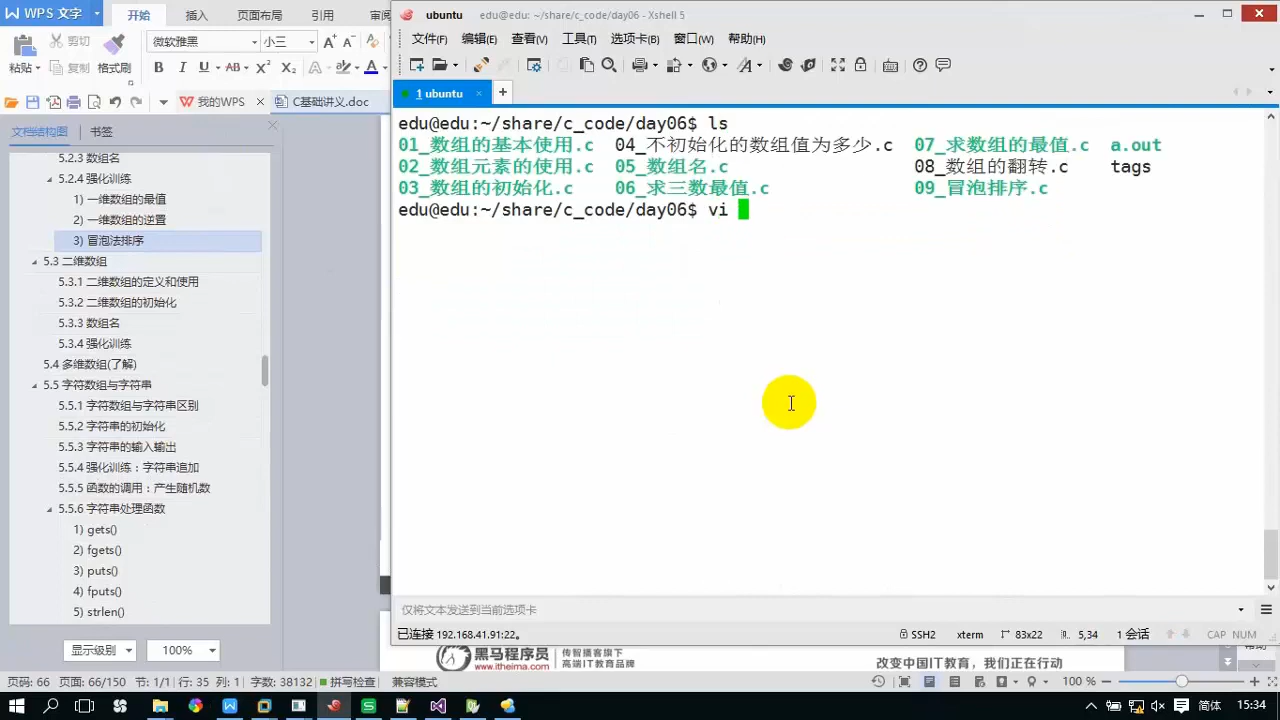 WPS 文字
开始
插入
页面布局
引用
审阅
剪切
复制
粘贴
格式刷
微软雅黑
小三
B I U AB X² X₂ A
我的WPS
C基础讲义.doc
文档结构图
书签
5.2.3 数组名
5.2.4 强化训练
1) 一维数组的最值
2) 一维数组的逆置
3) 冒泡法排序
5.3 二维数组
5.3.1 二维数组的定义和使用
5.3.2 二维数组的初始化
5.3.3 数组名
5.3.4 强化训练
5.4 多维数组(了解)
5.5 字符数组与字符串
5.5.1 字符数组与字符串区别
5.5.2 字符串的初始化
5.5.3 字符串的输入输出
5.5.4 强化训练：字符串追加
5.5.5 函数的调用：产生随机数
5.5.6 字符串处理函数
1) gets()
2) fgets()
3) puts()
4) fputs()
5) strlen()
显示级别
100%
ubuntu
edu@edu: ~/share/c_code/day06 - Xshell 5
文件(F) 编辑(E) 查看(V) 工具(T) 选项卡(B) 窗口(W) 帮助(H)
1 ubuntu
edu@edu:~/share/c_code/day06$ ls
01_数组的基本使用.c 04_不初始化的数组值为多少.c 07_求数组的最值.c a.out
02_数组元素的使用.c 05_数组名.c 08_数组的翻转.c tags
03_数组的初始化.c 06_求三数最值.c 09_冒泡排序.c
edu@edu:~/share/c_code/day06$ vi
仅将文本发送到当前选项卡
已连接 192.168.41.91:22。
SSH2
xterm
83x22
5,34
1 会话
CAP NUM
黑马程序员
www.itheima.com
传智播客旗下
高端IT教育品牌
改变中国IT教育，我们正在行动
帮助
页码: 66 页面: 66/150 节: 1/1 行: 35 列: 1 字数: 38132 拼写检查 兼容模式
100 %
简体
15:34